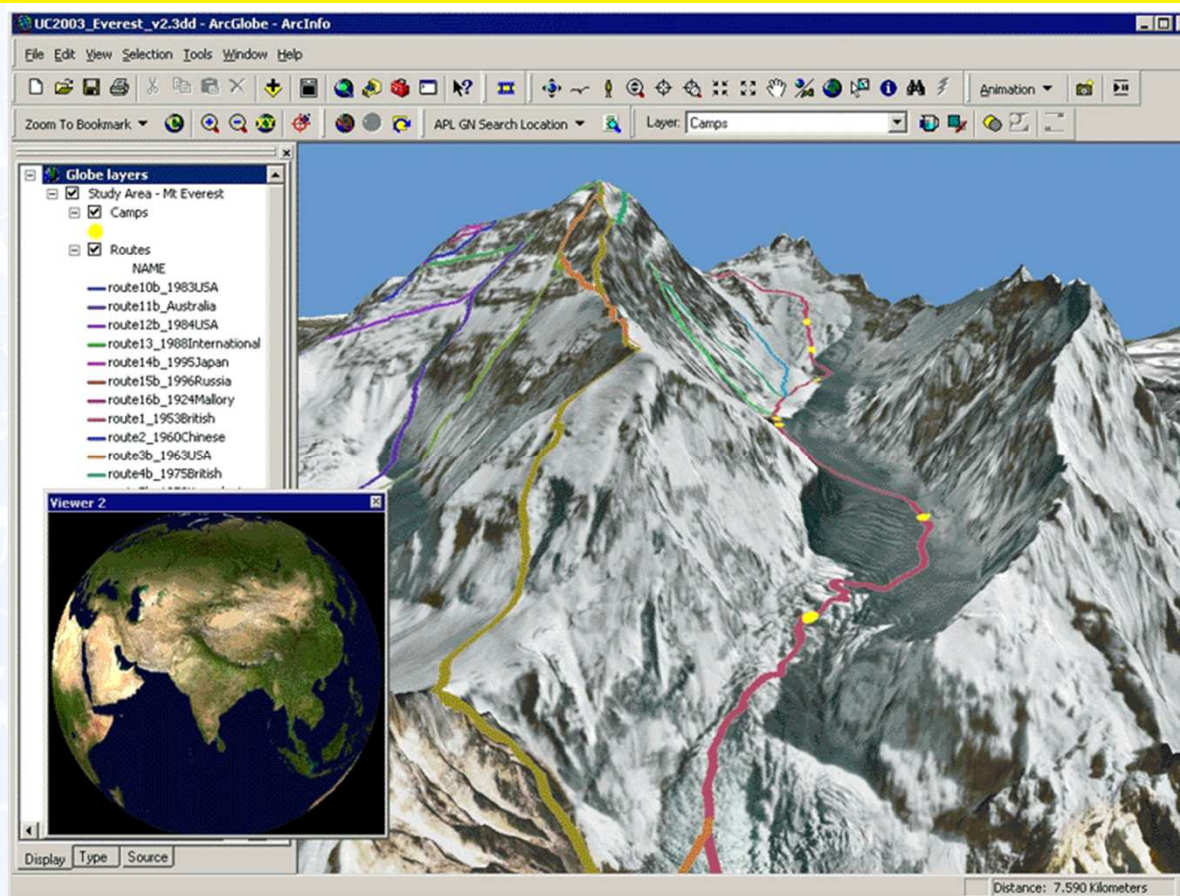 UC2003_Everest_v2.3dd - ArcGlobe - ArcInfo
File Edit View Selection Tools Window Help
Animation
Zoom To Bookmark
APL GN Search Location
Layer: Camps
Globe layers
Study Area - Mt Everest
Camps
Routes
NAME
route10b_1983USA
route11b_Australia
route12b_1984USA
route13_1988International
route14b_1995Japan
route15b_1996Russia
route16b_1924Mallory
route1_1953British
route2_1960Chinese
route3b_1963USA
route4b_1975British
Viewer 2
Display Type Source
Distance: 7.590 Kilometers